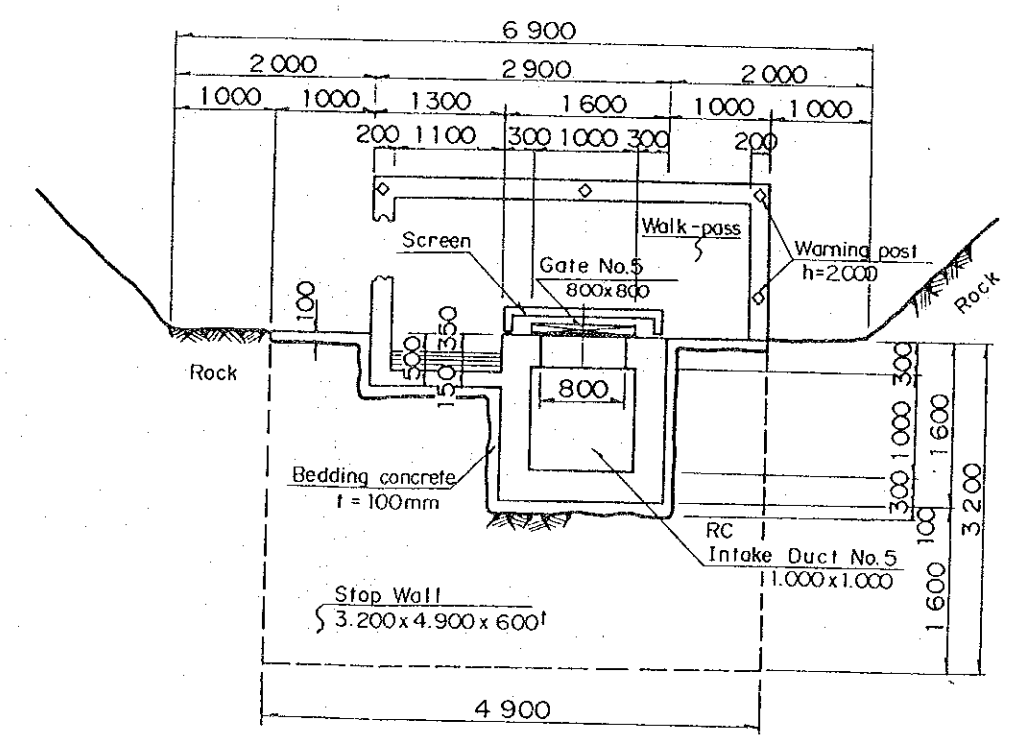 6 900
2 000 2 900 2 000
1000 1000 1300 1600 1000 1000
200 1100 300 1000 300 200
Walk-pass
Screen
Warning post
h=2.000
Gate No.5
800x800
Rock
100
350
500
150
Rock
800
300
1000
1600
300
100
3 200
1600
Bedding concrete
t = 100mm
RC
Intake Duct No.5
1.000 x 1.000
Stop Wall
3.200 x 4.900 x 600t
4 900